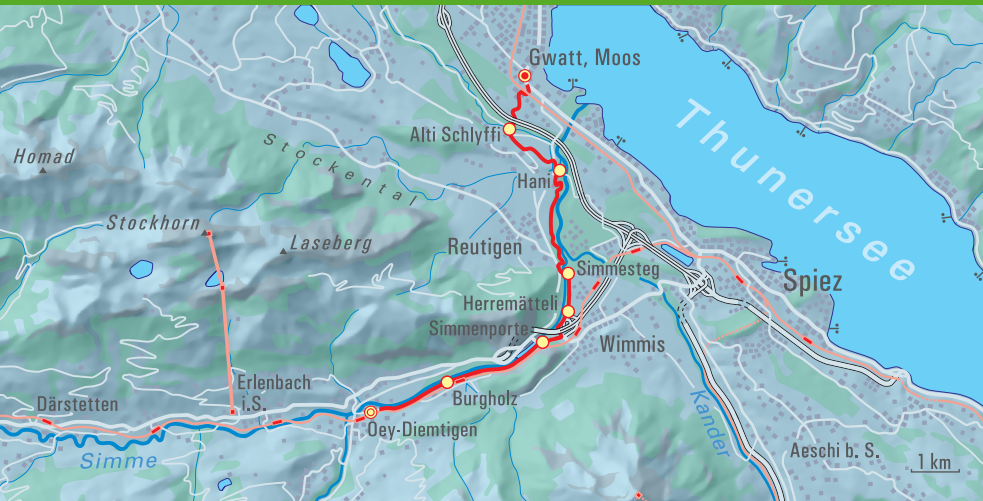 Gwatt, Moos
Alti Schlyffi
Thunersee
Stockental
Homad
Hani
Stockhorn
Laseberg
Reutigen
Simmesteg
Spiez
Herremätteli
Simmenporte
Wimmis
Erlenbach
i.S.
Burgholz
Därstetten
Kander
Oey-Diemtigen
Aeschi b. S.
Simme
1 km